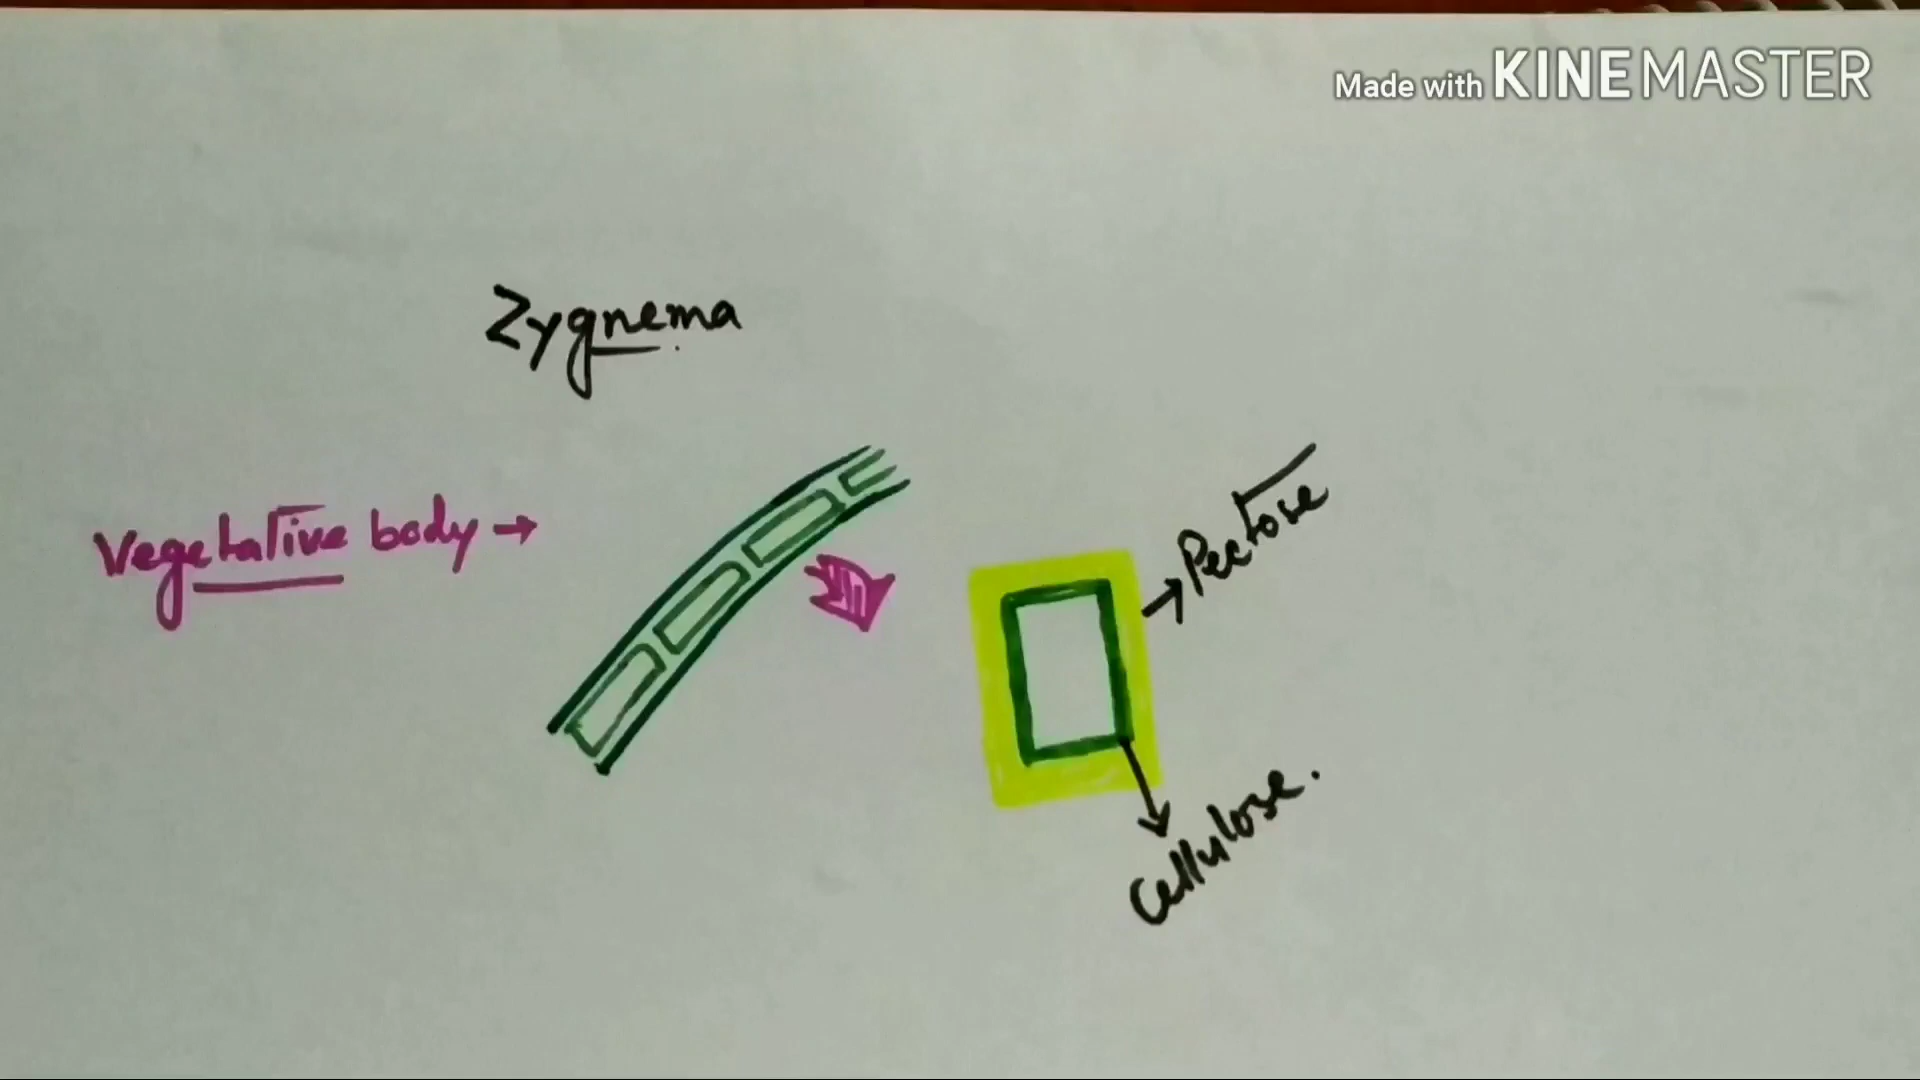 Made with KINEMASTER
Zygnema
Vegetative body →
→ Pectose
Cellulose.